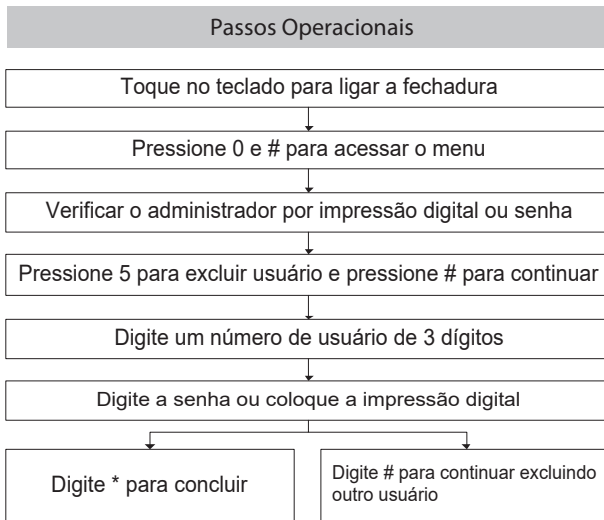 Passos Operacionais
Toque no teclado para ligar a fechadura
Pressione 0 e # para acessar o menu
Verificar o administrador por impressão digital ou senha
Pressione 5 para excluir usuário e pressione # para continuar
Digite um número de usuário de 3 dígitos
Digite a senha ou coloque a impressão digital
Digite * para concluir
Digite # para continuar excluindo
outro usuário